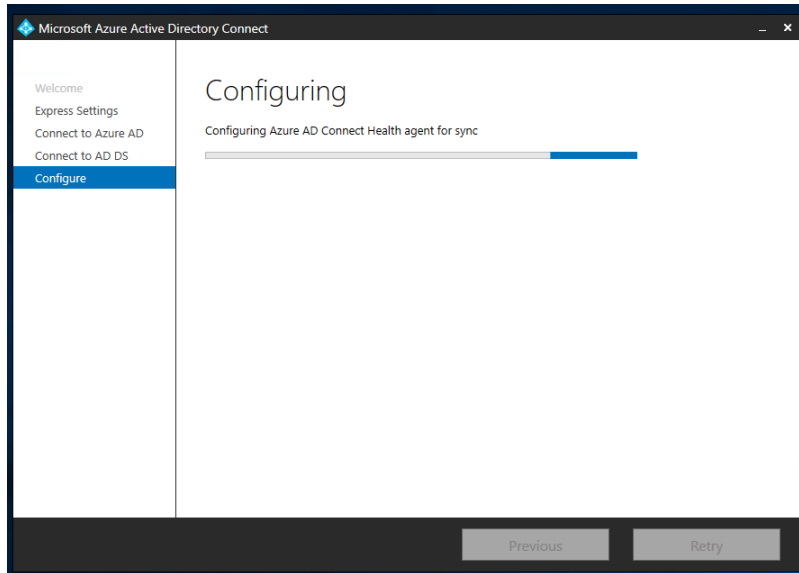 Microsoft Azure Active Directory Connect
Welcome
Express Settings
Connect to Azure AD
Connect to AD DS
Configure
Configuring
Configuring Azure AD Connect Health agent for sync
Previous
Retry